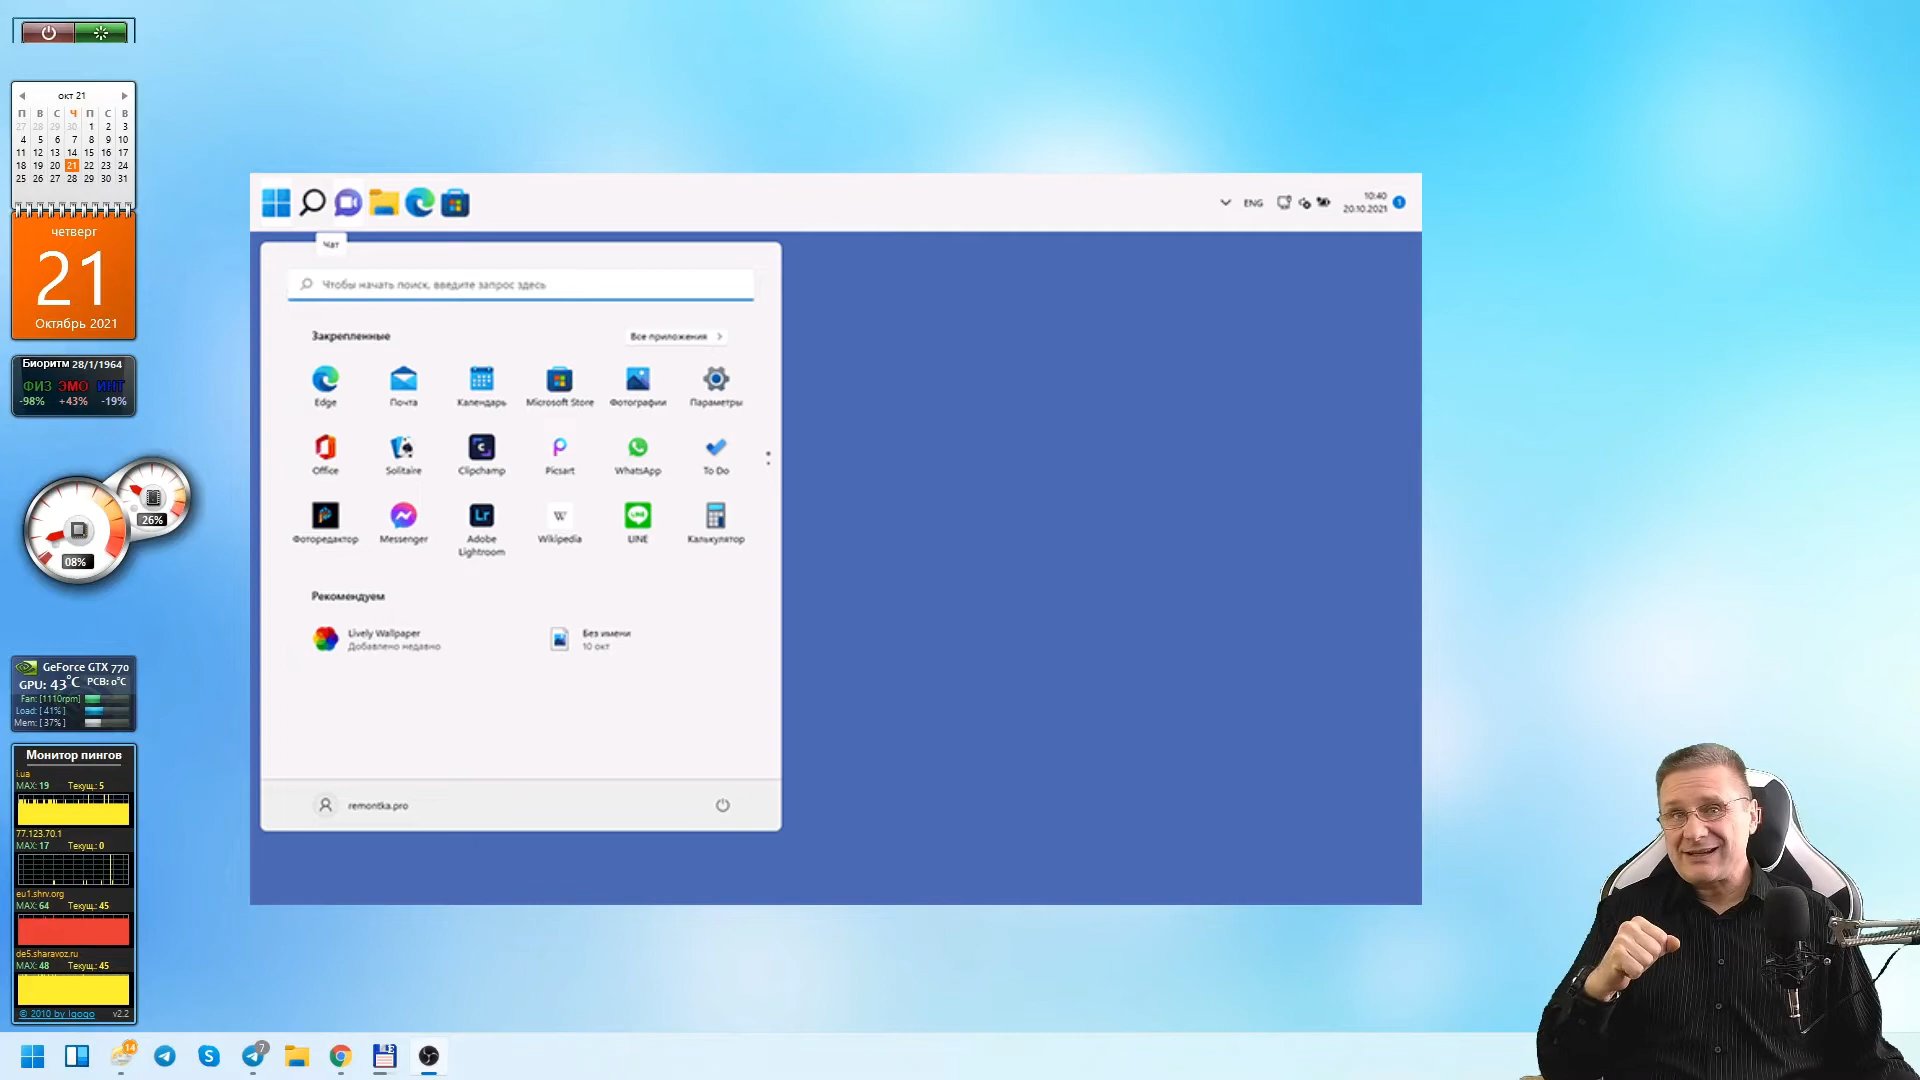 окт 21
П В С Ч П С В
27 28 29 30 1 2 3
4 5 6 7 8 9 10
11 12 13 14 15 16 17
18 19 20 21 22 23 24
25 26 27 28 29 30 31
четверг
21
Октябрь 2021
Биоритм 28/1/1964
ФИЗ ЭМО ИНТ
-98% +43% -19%
26%
08%
GeForce GTX 770
GPU: 43°C PCB: 0°C
Fan: [1110rpm]
Load: [ 41% ]
Mem: [ 37% ]
Монитор пингов
i.ua
MAX: 19 Текущ.: 5
77.123.70.1
MAX: 17 Текущ.: 0
eu1.shrv.org
MAX: 64 Текущ.: 45
de5.sharavoz.ru
MAX: 48 Текущ.: 45
© 2010 by Igogo v2.2
ENG
10:40
20.10.2021
1
Чат
Чтобы начать поиск, введите запрос здесь
Закрепленные
Все приложения
Edge Почта Календарь Microsoft Store Фотографии Параметры
Office Solitaire Clipchamp Picsart WhatsApp To Do
Lr
W
LINE
Фоторедактор Messenger Adobe Lightroom Wikipedia LINE Калькулятор
Рекомендуем
Lively Wallpaper
Добавлено недавно
Без имени
10 окт
remontka.pro
14
7